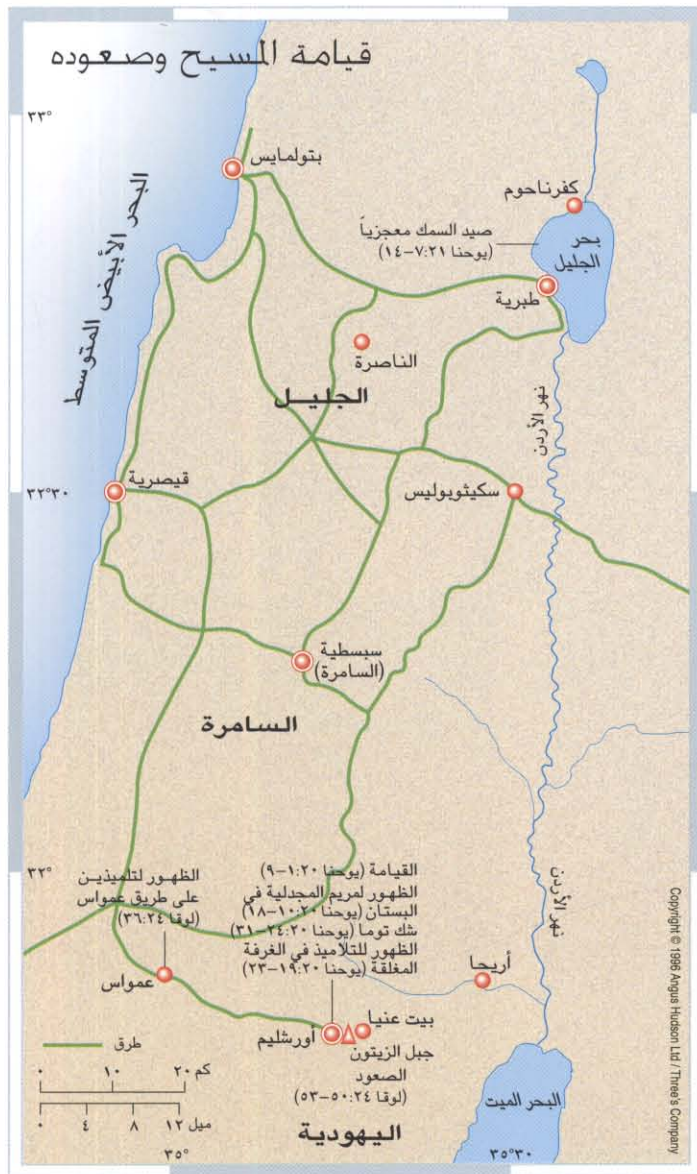 قيامة المسيح وصعوده
٣٣°
بتولمايس
البحر الأبيض المتوسط
كفرناحوم
صيد السمك معجزياً
(يوحنا ٧:٢١-١٤)
بحر
الجليل
طبرية
الناصرة
الجليل
نهر الأردن
٣٢°٣٠
قيصرية
سكيثوبوليس
سبسطية
(السامرة)
السامرة
٣٢°
الظهور لتلميذين
على طريق عمواس
(لوقا ٣٦:٢٤)
القيامة (يوحنا ١:٢٠-٩)
الظهور لمريم المجدلية في
البستان (يوحنا ١٠:٢٠-١٨)
شك توما (يوحنا ٢٤:٢٠-٣١)
الظهور للتلاميذ في الغرفة
المغلقة (يوحنا ١٩:٢٠-٢٣)
نهر الأردن
Copyright © 1996 Angus Hudson Ltd / Three's Company
أريحا
عمواس
بيت عنيا
أورشليم
جبل الزيتون
الصعود
(لوقا ٥٠:٢٤-٥٣)
طرق
٠ ١٠ ٢٠ كم
٠ ٤ ٨ ١٢ ميل
البحر الميت
اليهودية
٣٥°
٣٥°٣٠